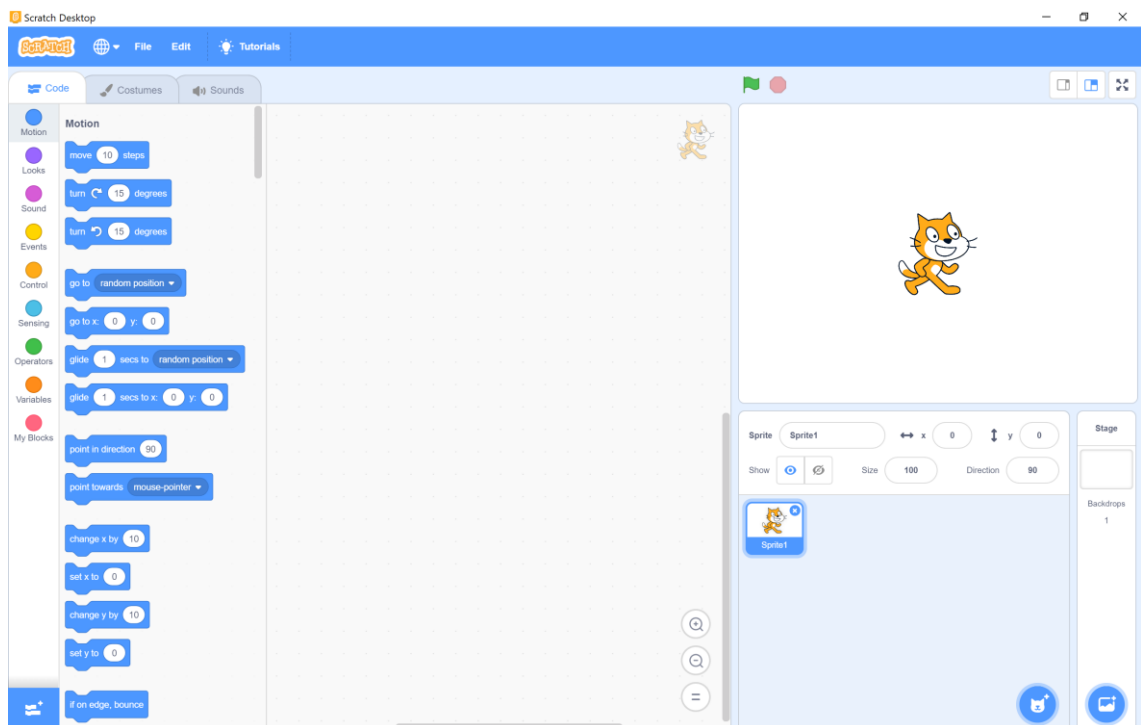 Scratch Desktop
SCRATCH File Edit Tutorials
Code Costumes Sounds
Motion
Looks
Sound
Events
Control
Sensing
Operators
Variables
My Blocks
Motion
move 10 steps
turn 15 degrees
turn 15 degrees
go to random position
go to x: 0 y: 0
glide 1 secs to random position
glide 1 secs to x: 0 y: 0
point in direction 90
point towards mouse-pointer
change x by 10
set x to 0
change y by 10
set y to 0
if on edge, bounce
Sprite Sprite1 x 0 y 0
Show Size 100 Direction 90
Sprite1
Stage
Backdrops
1